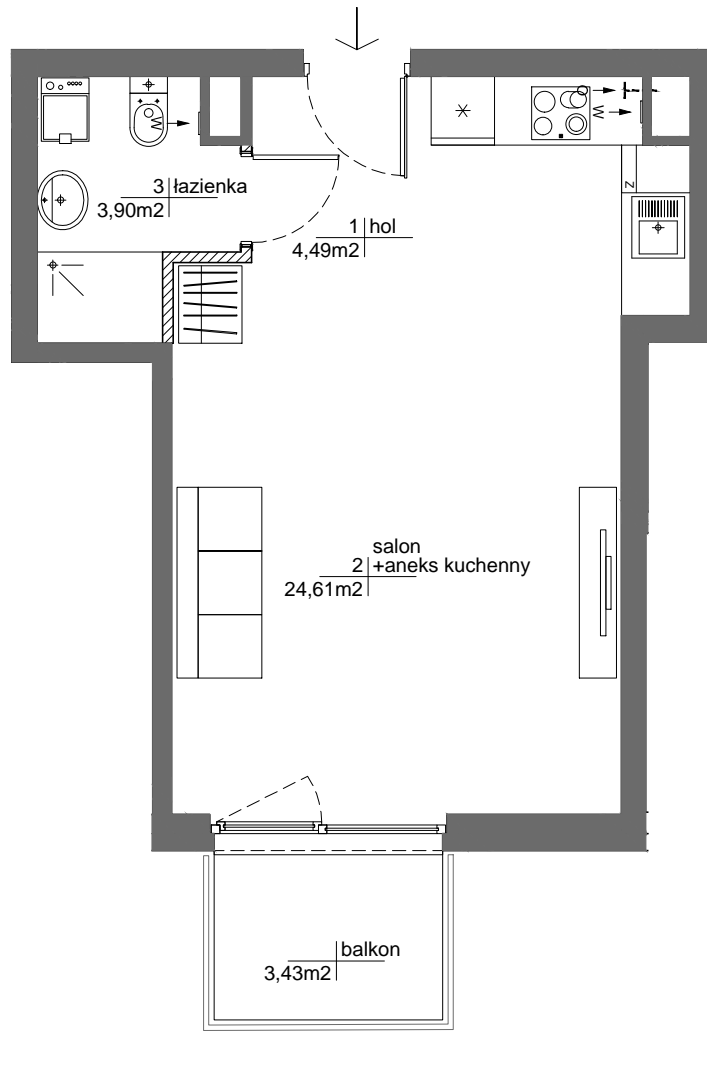 3 łazienka
3,90m2
1 hol
4,49m2
Z
salon
2 +aneks kuchenny
24,61m2
balkon
3,43m2